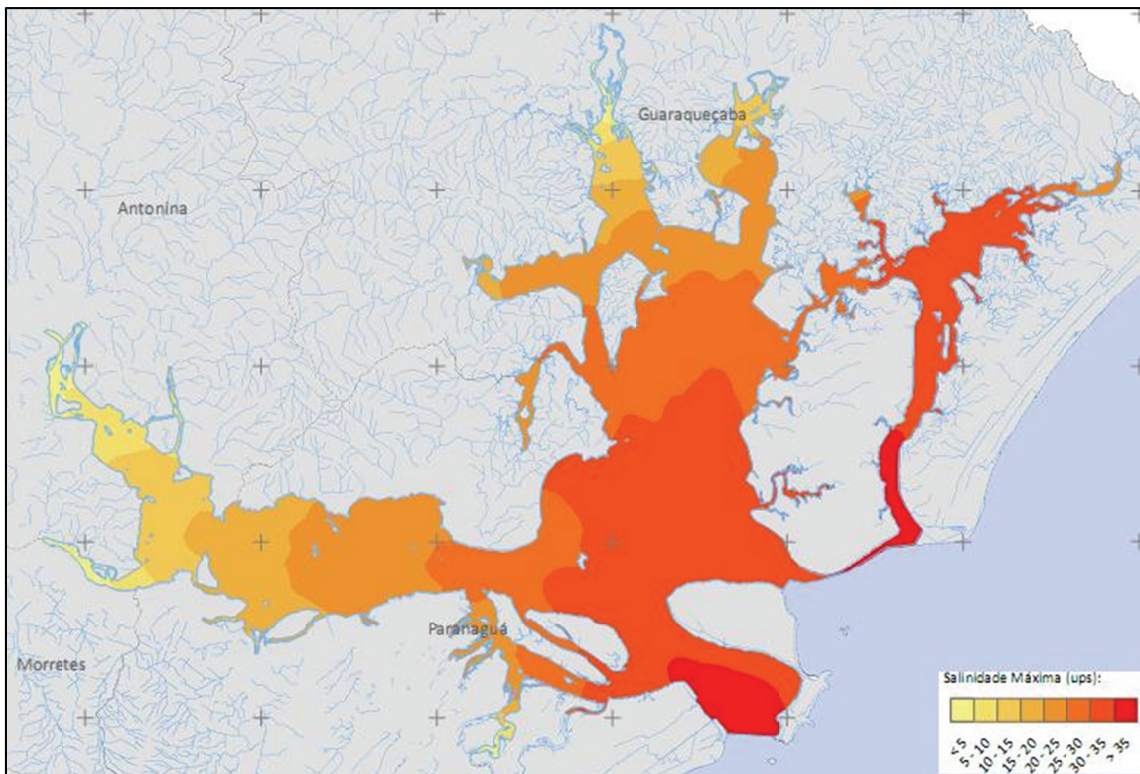 Guaraqueçaba
Antonina
Paranaguá
Morretes
Salinidade Máxima (ups):
< 5
5 - 10
10 - 15
15 - 20
20 - 25
25 - 30
30 - 35
> 35